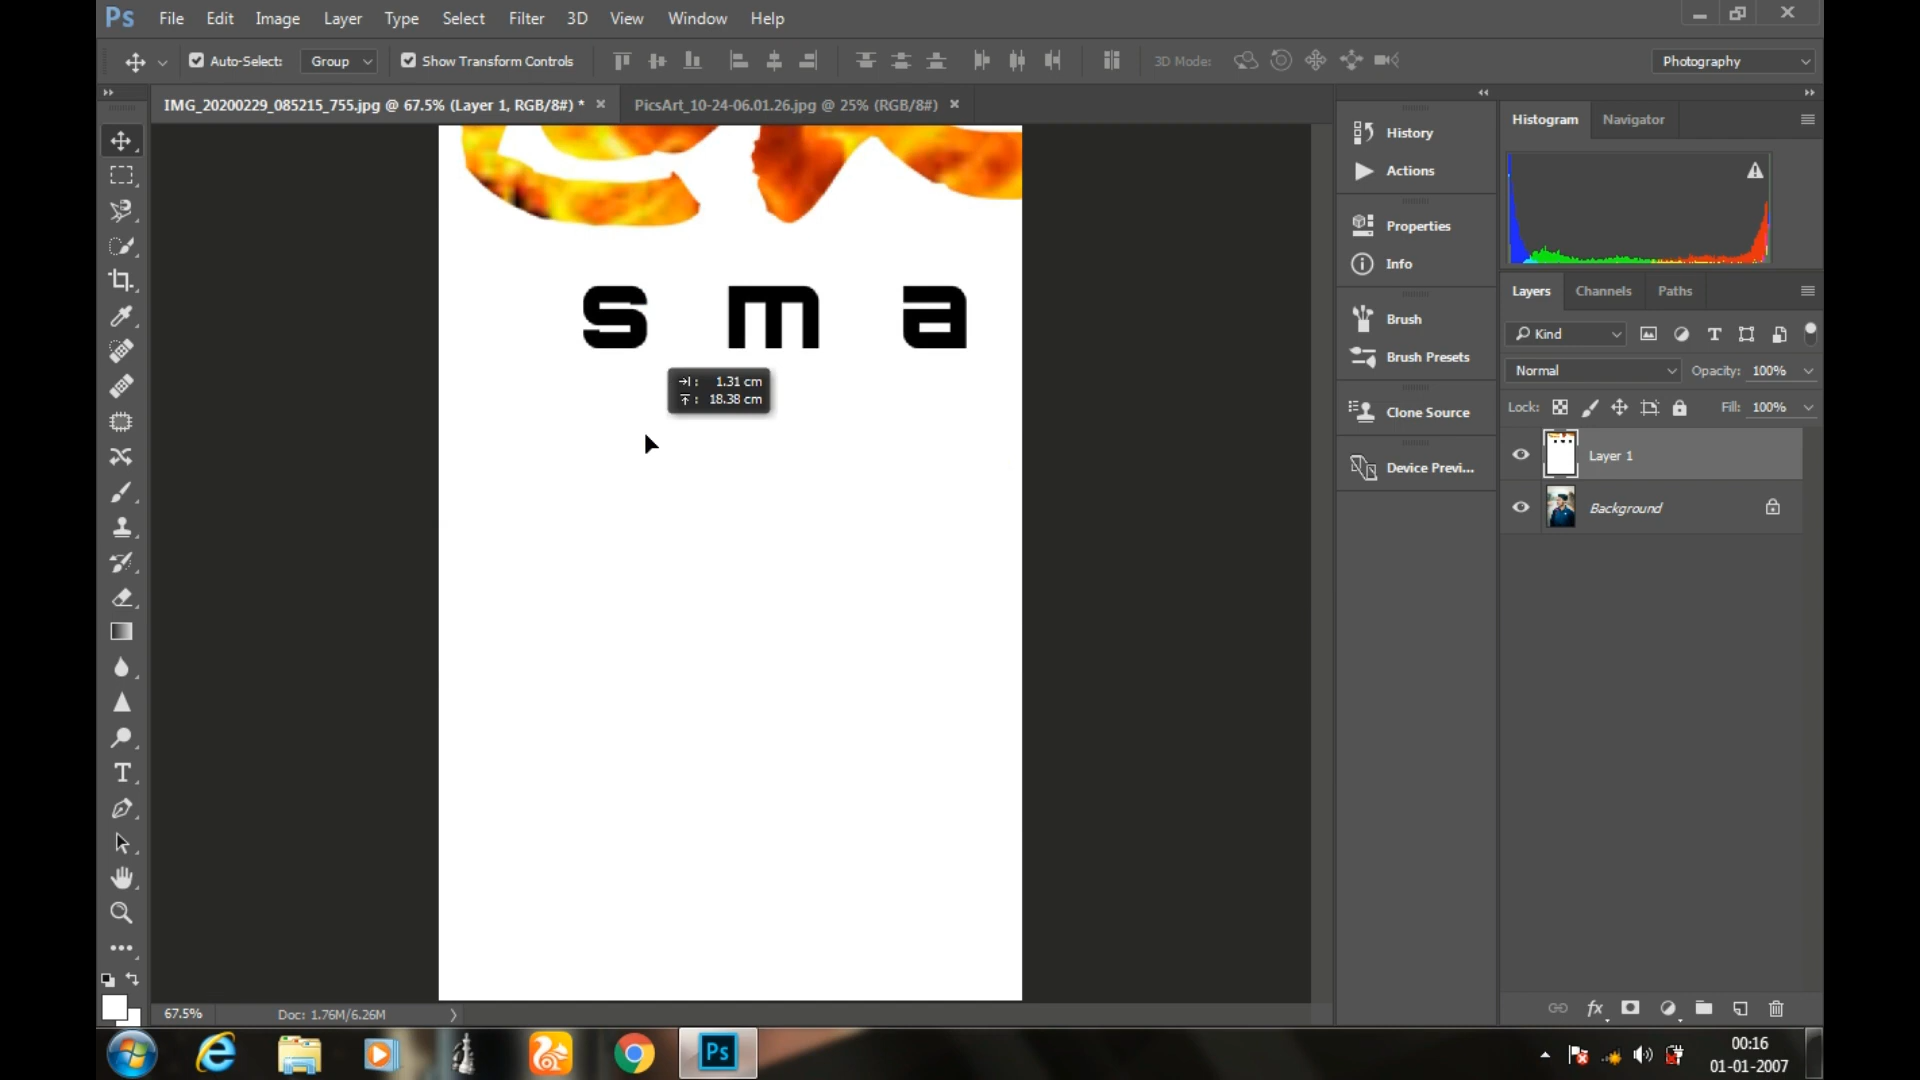 Ps File Edit Image Layer Type Select Filter 3D View Window Help
Auto-Select: Group Show Transform Controls 3D Mode: Photography
IMG_20200229_085215_755.jpg @ 67.5% (Layer 1, RGB/8#) * PicsArt_10-24-06.01.26.jpg @ 25% (RGB/8#)
s m a
1.31 cm
18.38 cm
History
Actions
Properties
Info
Brush
Brush Presets
Clone Source
Device Previ...
Histogram Navigator
Layers Channels Paths
Kind
Normal Opacity: 100%
Lock: Fill: 100%
Layer 1
Background
67.5% Doc: 1.76M/6.26M
Ps
00:16
01-01-2007